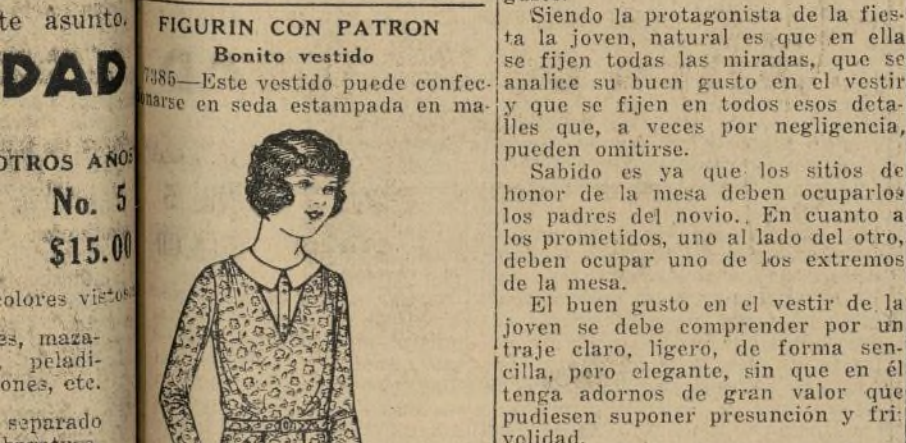 te asunto.
DAD
OTROS AÑOS
No. 5
$15.00
colores vistos
es, maza-
peladi-
ones, etc.
separado
FIGURIN CON PATRON
Bonito vestido
7385—Este vestido puede confec-
onarse en seda estampada en ma-
Siendo la protagonista de la fies-
ta la joven, natural es que en ella
se fijen todas las miradas, que se
analice su buen gusto en el vestir
y que se fijen en todos esos deta-
lles que, a veces por negligencia,
pueden omitirse.
Sabido es ya que los sitios de
honor de la mesa deben ocuparlos
los padres del novio.. En cuanto a
los prometidos, uno al lado del otro,
deben ocupar uno de los extremos
de la mesa.
El buen gusto en el vestir de la
joven se debe comprender por un
traje claro, ligero, de forma sen-
cilla, pero elegante, sin que en él
tenga adornos de gran valor que
pudiesen suponer presunción y fri-
volidad.